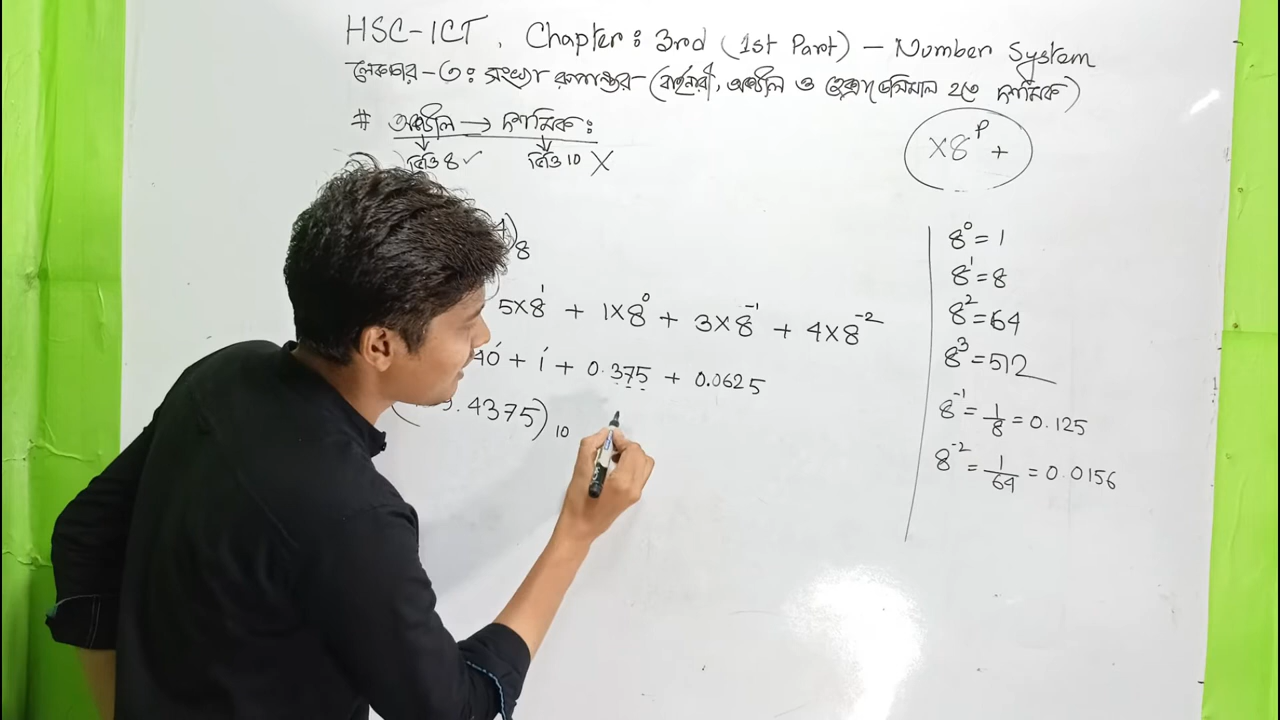 HSC-ICT, Chapter: 3rd (1st Part) - Number System
লেকচার-৩: সংখ্যা রূপান্তর-(বাইনারী, অক্টাল ও হেক্সাডেসিমাল হতে দশমিক)
# অক্টাল → দশমিক:
×8^P +
ভিত্তি 8 ✓ ভিত্তি 10 X
)8
8^0 = 1
8^1 = 8
5×8^1 + 1×8^0 + 3×8^-1 + 4×8^-2
8^2 = 64
40 + 1 + 0.375 + 0.0625
8^3 = 512
.4375)10
8^-1 = 1/8 = 0.125
8^-2 = 1/64 = 0.0156